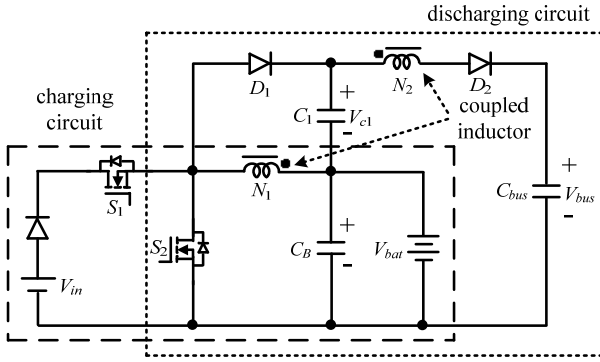 discharging circuit
charging
circuit
D1
N2
D2
coupled
inductor
C1
+
Vc1
-
S1
N1
Cbus
+
Vbus
-
S2
CB
+
-
Vbat
Vin